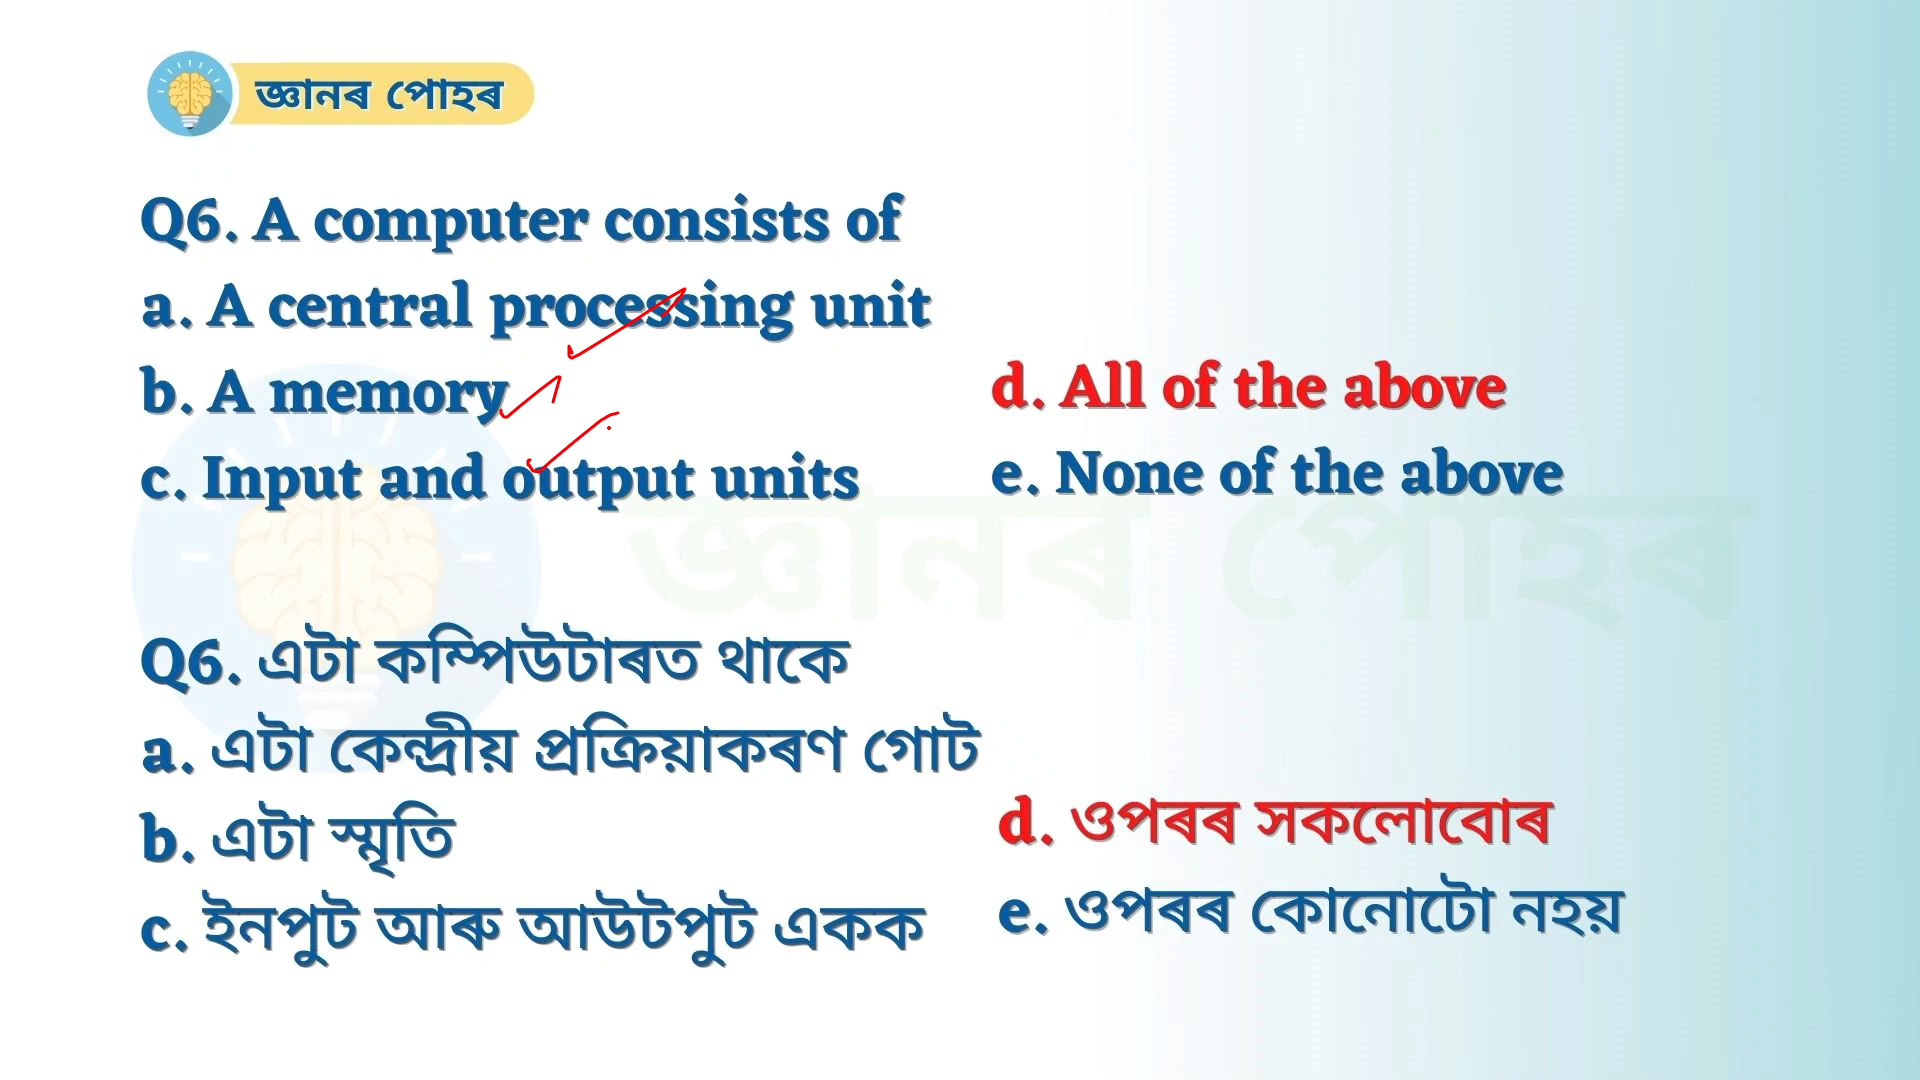 জ্ঞানৰ পোহৰ
Q6. A computer consists of
a. A central processing unit
b. A memory
c. Input and output units
d. All of the above
e. None of the above
জ্ঞানৰ পোহৰ
Q6. এটা কম্পিউটাৰত থাকে
a. এটা কেন্দ্ৰীয় প্ৰক্ৰিয়াকৰণ গোট
b. এটা স্মৃতি
c. ইনপুট আৰু আউটপুট একক
d. ওপৰৰ সকলোবোৰ
e. ওপৰৰ কোনোটো নহয়